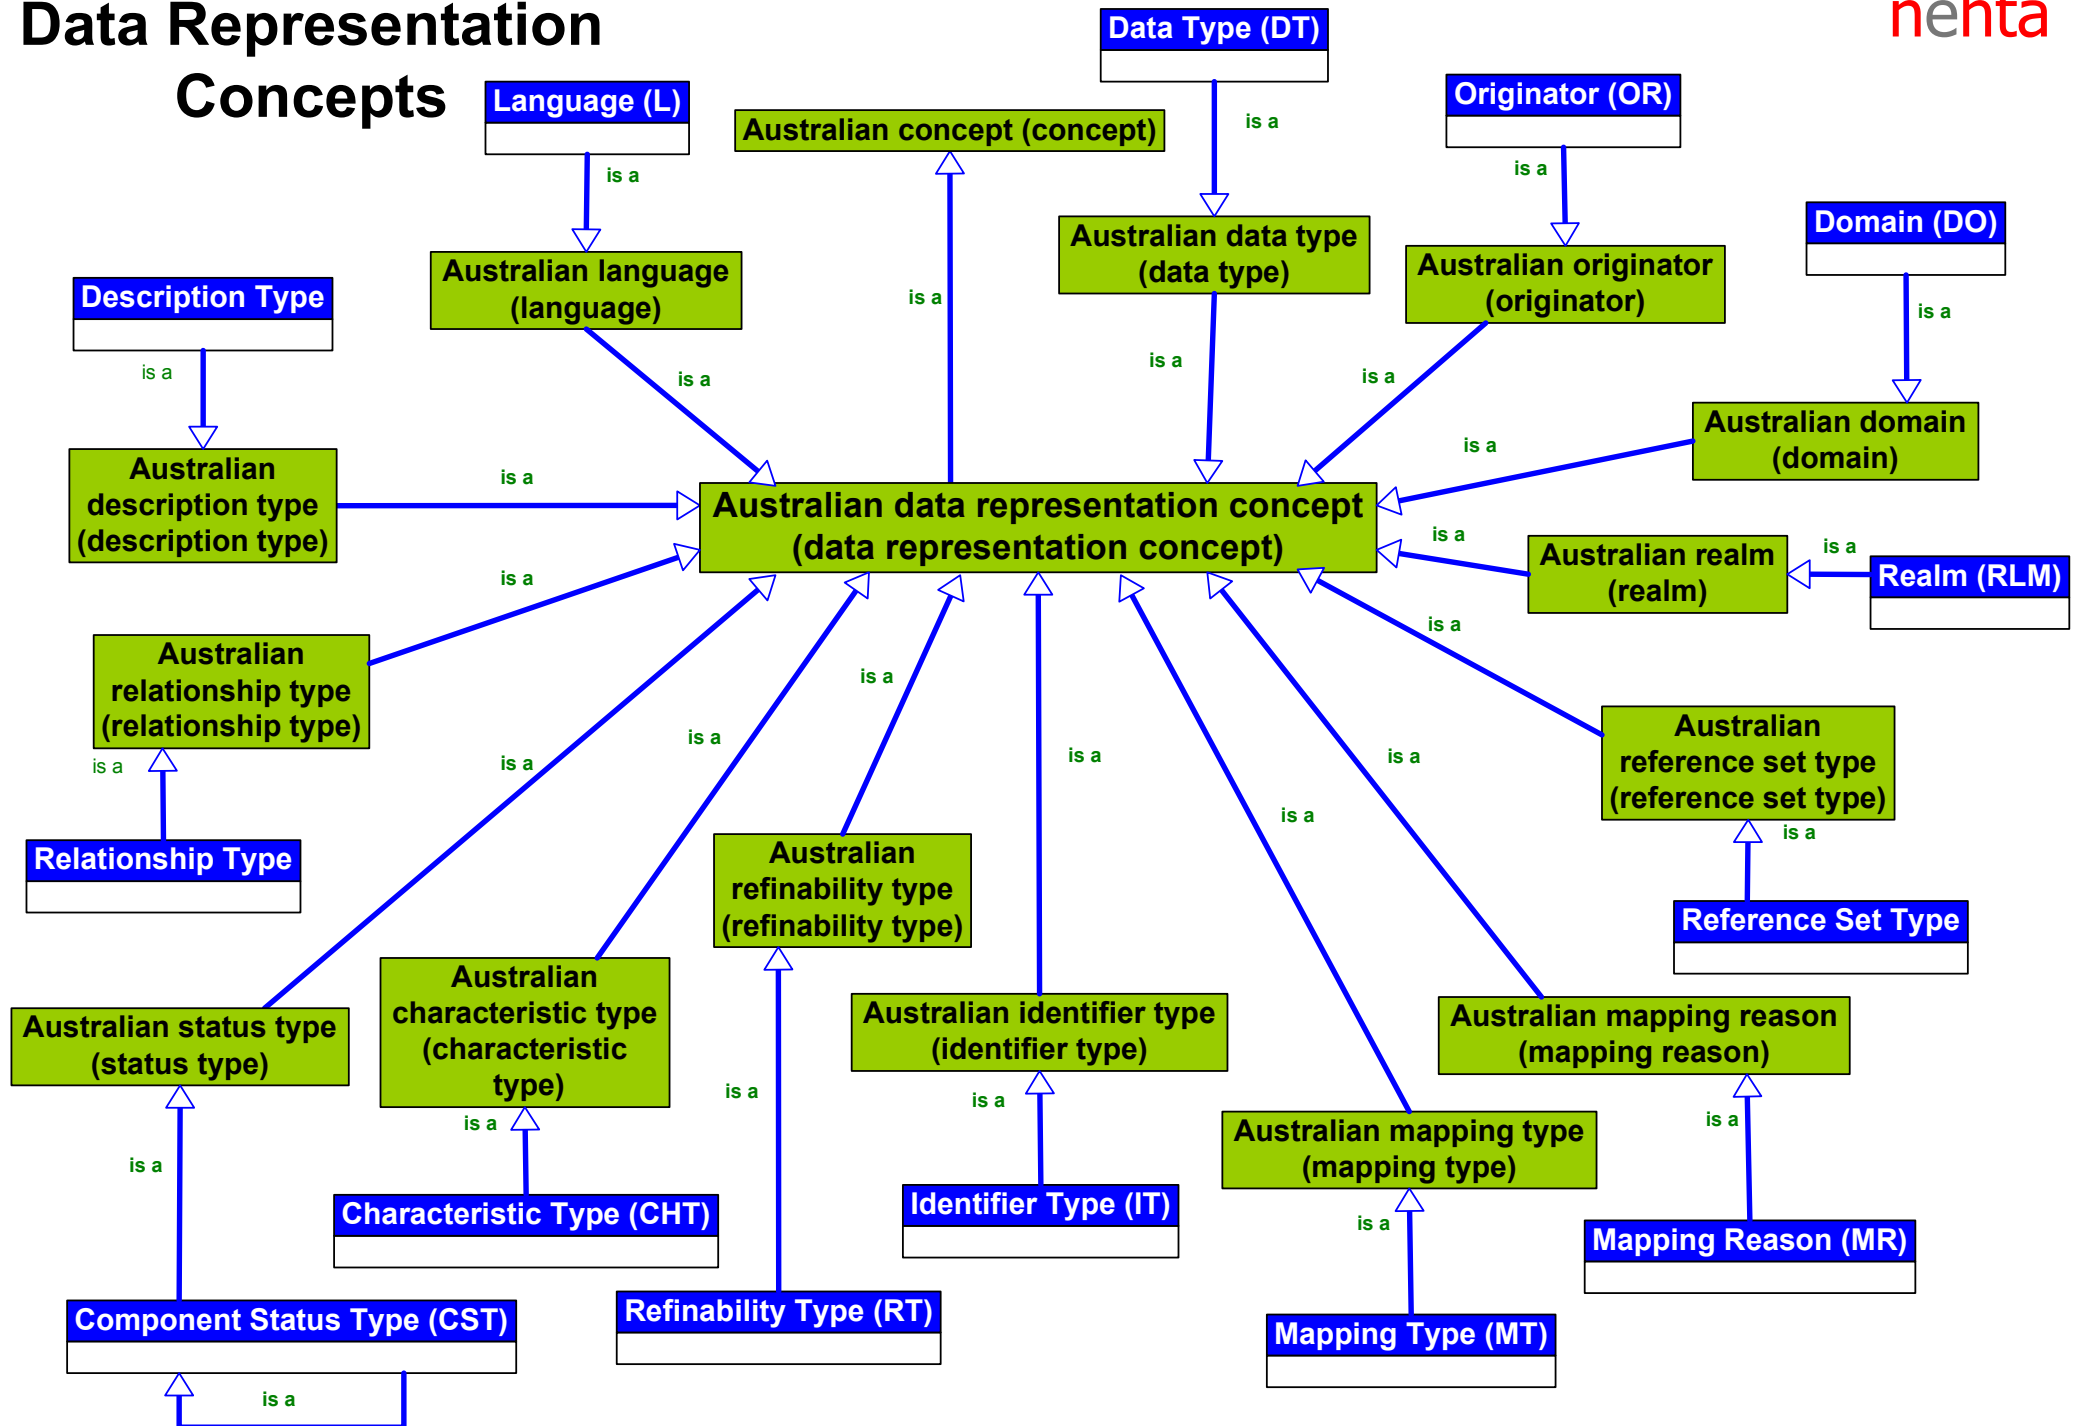 Data Representation
Concepts
nehta
Data Type (DT)
Language (L)
Originator (OR)
Australian concept (concept)
is a
is a
is a
Domain (DO)
Australian data type
(data type)
Australian originator
(originator)
Australian language
(language)
Description Type
is a
is a
is a
is a
is a
is a
Australian domain
(domain)
is a
Australian
description type
(description type)
is a
Australian data representation concept
(data representation concept)
is a
Australian realm
(realm)
is a
Realm (RLM)
is a
is a
Australian
relationship type
(relationship type)
is a
is a
is a
is a
is a
is a
Australian
reference set type
(reference set type)
is a
is a
is a
Relationship Type
Australian
refinability type
(refinability type)
Reference Set Type
Australian
characteristic type
(characteristic
type)
Australian status type
(status type)
Australian identifier type
(identifier type)
Australian mapping reason
(mapping reason)
is a
is a
is a
is a
is a
Australian mapping type
(mapping type)
Characteristic Type (CHT)
Identifier Type (IT)
is a
Mapping Reason (MR)
Component Status Type (CST)
Refinability Type (RT)
Mapping Type (MT)
is a